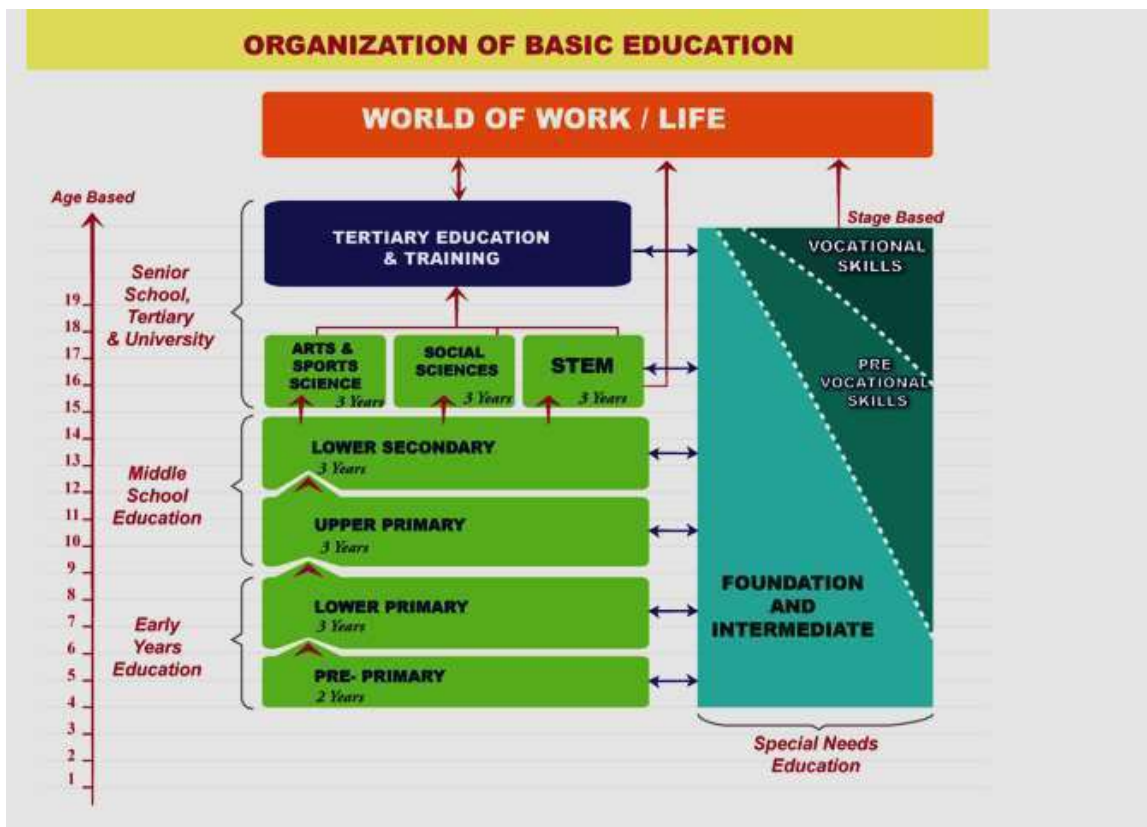 ORGANIZATION OF BASIC EDUCATION
WORLD OF WORK / LIFE
Age Based
Stage Based
TERTIARY EDUCATION
& TRAINING
VOCATIONAL
SKILLS
Senior
School,
Tertiary
& University
19
18
17
16
15
14
13
12
11
10
9
8
7
6
5
4
3
2
1
ARTS &
SPORTS
SCIENCE
3 Years
SOCIAL
SCIENCES
3 Years
STEM
3 Years
PRE
VOCATIONAL
SKILLS
Middle
School
Education
LOWER SECONDARY
3 Years
UPPER PRIMARY
3 Years
Early
Years
Education
LOWER PRIMARY
3 Years
PRE- PRIMARY
2 Years
FOUNDATION
AND
INTERMEDIATE
Special Needs
Education